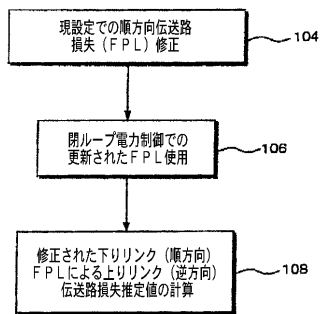 現設定での順方向伝送路
損失（FPL）修正
104
閉ループ電力制御での
更新されたFPL使用
106
修正された下りリンク（順方向）
FPLによる上りリンク（逆方向）
伝送路損失推定値の計算
108